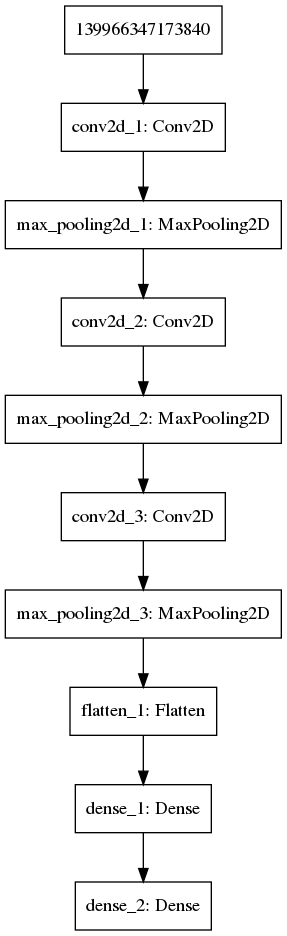 139966347173840
conv2d_1: Conv2D
max_pooling2d_1: MaxPooling2D
conv2d_2: Conv2D
max_pooling2d_2: MaxPooling2D
conv2d_3: Conv2D
max_pooling2d_3: MaxPooling2D
flatten_1: Flatten
dense_1: Dense
dense_2: Dense